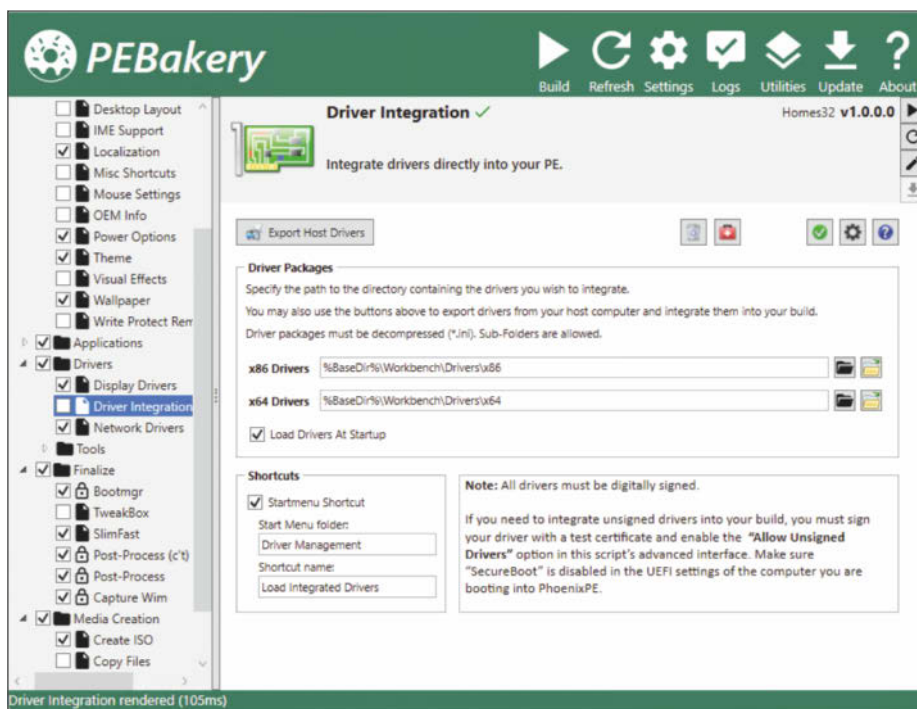 PEBakery
Build Refresh Settings Logs Utilities Update About
Desktop Layout
IME Support
Localization
Misc Shortcuts
Mouse Settings
OEM Info
Power Options
Theme
Visual Effects
Wallpaper
Write Protect Rem
Applications
Drivers
Display Drivers
Driver Integration
Network Drivers
Tools
Finalize
Bootmgr
TweakBox
SlimFast
Post-Process (c't)
Post-Process
Capture Wim
Media Creation
Create ISO
Copy Files
Driver Integration
Homes32 v1.0.0.0
Integrate drivers directly into your PE.
Export Host Drivers
Driver Packages
Specify the path to the directory containing the drivers you wish to integrate.
You may also use the buttons above to export drivers from your host computer and integrate them into your build.
Driver packages must be decompressed (*.ini). Sub-Folders are allowed.
x86 Drivers %BaseDir%\Workbench\Drivers\x86
x64 Drivers %BaseDir%\Workbench\Drivers\x64
Load Drivers At Startup
Shortcuts
Startmenu Shortcut
Start Menu folder:
Driver Management
Shortcut name:
Load Integrated Drivers
Note: All drivers must be digitally signed.
If you need to integrate unsigned drivers into your build, you must sign
your driver with a test certificate and enable the "Allow Unsigned
Drivers" option in this script's advanced interface. Make sure
"SecureBoot" is disabled in the UEFI settings of the computer you are
booting into PhoenixPE.
Driver Integration rendered (105ms)